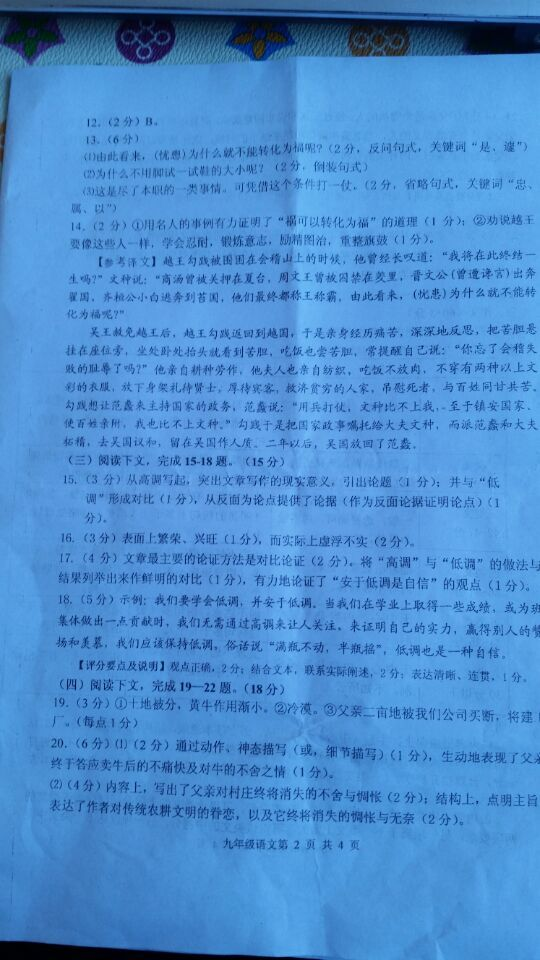 12.(2分)B。
13.(6分)
⑴由此看来，(忧患)为什么就不能转化为福呢?(2分，反问句式，关键词“是、遽”)
⑵为什么不用脚试一试鞋的大小呢?（2分，倒装句式）
⑶这是尽了本职的一类事情。可凭借这个条件打一仗。(2分，省略句式，关键词“忠、
属、以”)
14.(2分)①用名人的事例有力证明了“祸可以转化为福”的道理(1分)；②劝说越王
要像这些人一样，学会忍耐，锻炼意志，励精图治，重整旗鼓(1分)。
【参考译文】越王勾践被围困在会稽山上的时候，他曾经长叹道：“我将在此终结一
生吗?”文种说：“商汤曾被关押在夏台，周文王曾被囚禁在羑里，晋文公(曾遭谗言)出奔
翟国，齐桓公小白逃奔到莒国，他们最终都称王称霸，由此看来，(忧患)为什么就不能转
化为福呢?”
吴王赦免越王后，越王勾践返回到越国，于是亲身经历痛苦，深深地反思，把苦胆悬
挂在座位旁，坐处卧处抬头就看到苦胆，吃饭也尝苦胆，常提醒自己说：“你忘了会稽失
败的耻辱了吗?”他亲自耕种劳作，他夫人也亲自纺织，吃饭不放肉，不穿有两种以上文
彩的衣服，放下身架礼待贤士，厚待宾客，救济贫穷的人家，吊慰死者，与百姓同甘共苦。
勾践想让范蠡来主持国家的政务，范蠡说：“用兵打仗，文种比不上我，至于镇安国家、
使百姓亲附，我也比不上文种。”勾践于是把国家政事嘱托给大夫文种，而派范蠡和大夫
柘稽，去吴国议和，留在吴国作人质。二年以后，吴国放回了范蠡。
(三)阅读下文，完成15-18题。(15分)
15.(3分)从高调写起，突出文章写作的现实意义，引出论题(1分)；并与“低
调”形成对比(1分)，从反面为论点提供了论据(作为反面论据证明论点)(1
分)。
16.(3分)表面上繁荣、兴旺(1分)，而实际上虚浮不实(2分)。
17.(4分)文章最主要的论证方法是对比论证(2分)。将“高调”与“低调”的做法与
结果列举出来作鲜明的对比(1分)，有力地论证了“安于低调是自信”的观点(1分)。
18.(5分)示例：我们要学会低调，并安于低调。当我们在学业上取得一些成绩，或为班
集体做出一点贡献时，我们无需通过高调来让人关注、来证明自己的实力，赢得别人的赞
扬和羡慕，我们应该保持低调。俗话说“满瓶不动，半瓶摇”，低调也是一种自信。
【评分要点及说明】观点正确，2分；结合文本，联系实际阐述，2分；表达清晰、连贯，1分。
(四)阅读下文，完成19—22题。(18分)
19.(3分)①土地被分，黄牛作用渐小。②冷漠。③父亲二亩地被我们公司买断，将建
厂。(每点1分)
20.(6分)⑴(2分)通过动作、神态描写(或，细节描写)(1分)，生动地表现了父亲
终于答应卖牛后的不痛快及对牛的不舍之情(1分)。
⑵(4分)内容上，写出了父亲对村庄终将消失的不舍与惆怅(2分)；结构上，点明主旨，
表达了作者对传统农耕文明的眷恋，以及它终将消失的惆怅与无奈(2分)。
九年级语文第 2 页 共 4 页